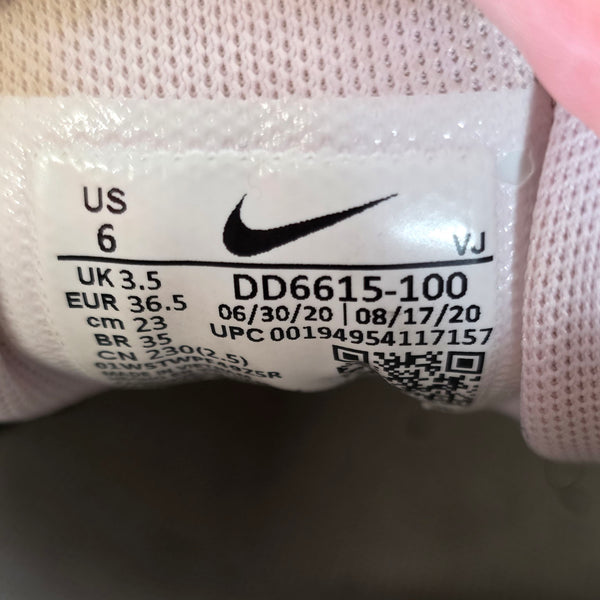 US
6
VJ
UK 3.5
EUR 36.5
cm 23
BR 35
CN 230(2.5)
DD6615-100
06/30/20 | 08/17/20
UPC 00194954117157